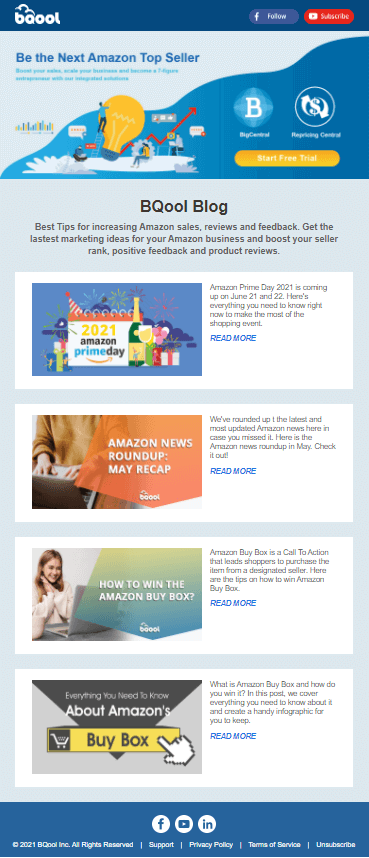 bqool
Follow
Subscribe
Be the Next Amazon Top Seller
Boost your sales, scale your business and become a 7-figure
entrepreneur with our integrated solutions
BigCentral
Repricing Central
Start Free Trial
BQool Blog
Best Tips for increasing Amazon sales, reviews and feedback. Get the
lastest marketing ideas for your Amazon business and boost your seller
rank, positive feedback and product reviews.
2021
amazon
primeday
Amazon Prime Day 2021 is coming
up on June 21 and 22. Here's
everything you need to know right
now to make the most of the
shopping event.
READ MORE
AMAZON NEWS
ROUNDUP:
MAY RECAP
bqool
We've rounded up t the latest and
most updated Amazon news here in
case you missed it. Here is the
Amazon news roundup in May. Check
it out!
READ MORE
HOW TO WIN THE
AMAZON BUY BOX?
bqool
Amazon Buy Box is a Call To Action
that leads shoppers to purchase the
item from a designated seller. Here
are the tips on how to win Amazon
Buy Box.
READ MORE
Everything You Need To Know
About Amazon's
Buy Box
What is Amazon Buy Box and how do
you win it? In this post, we cover
everything you need to know about it
and create a handy infographic for
you to keep.
READ MORE
© 2021 BQool Inc. All Rights Reserved | Support | Privacy Policy | Terms of Service | Unsubscribe